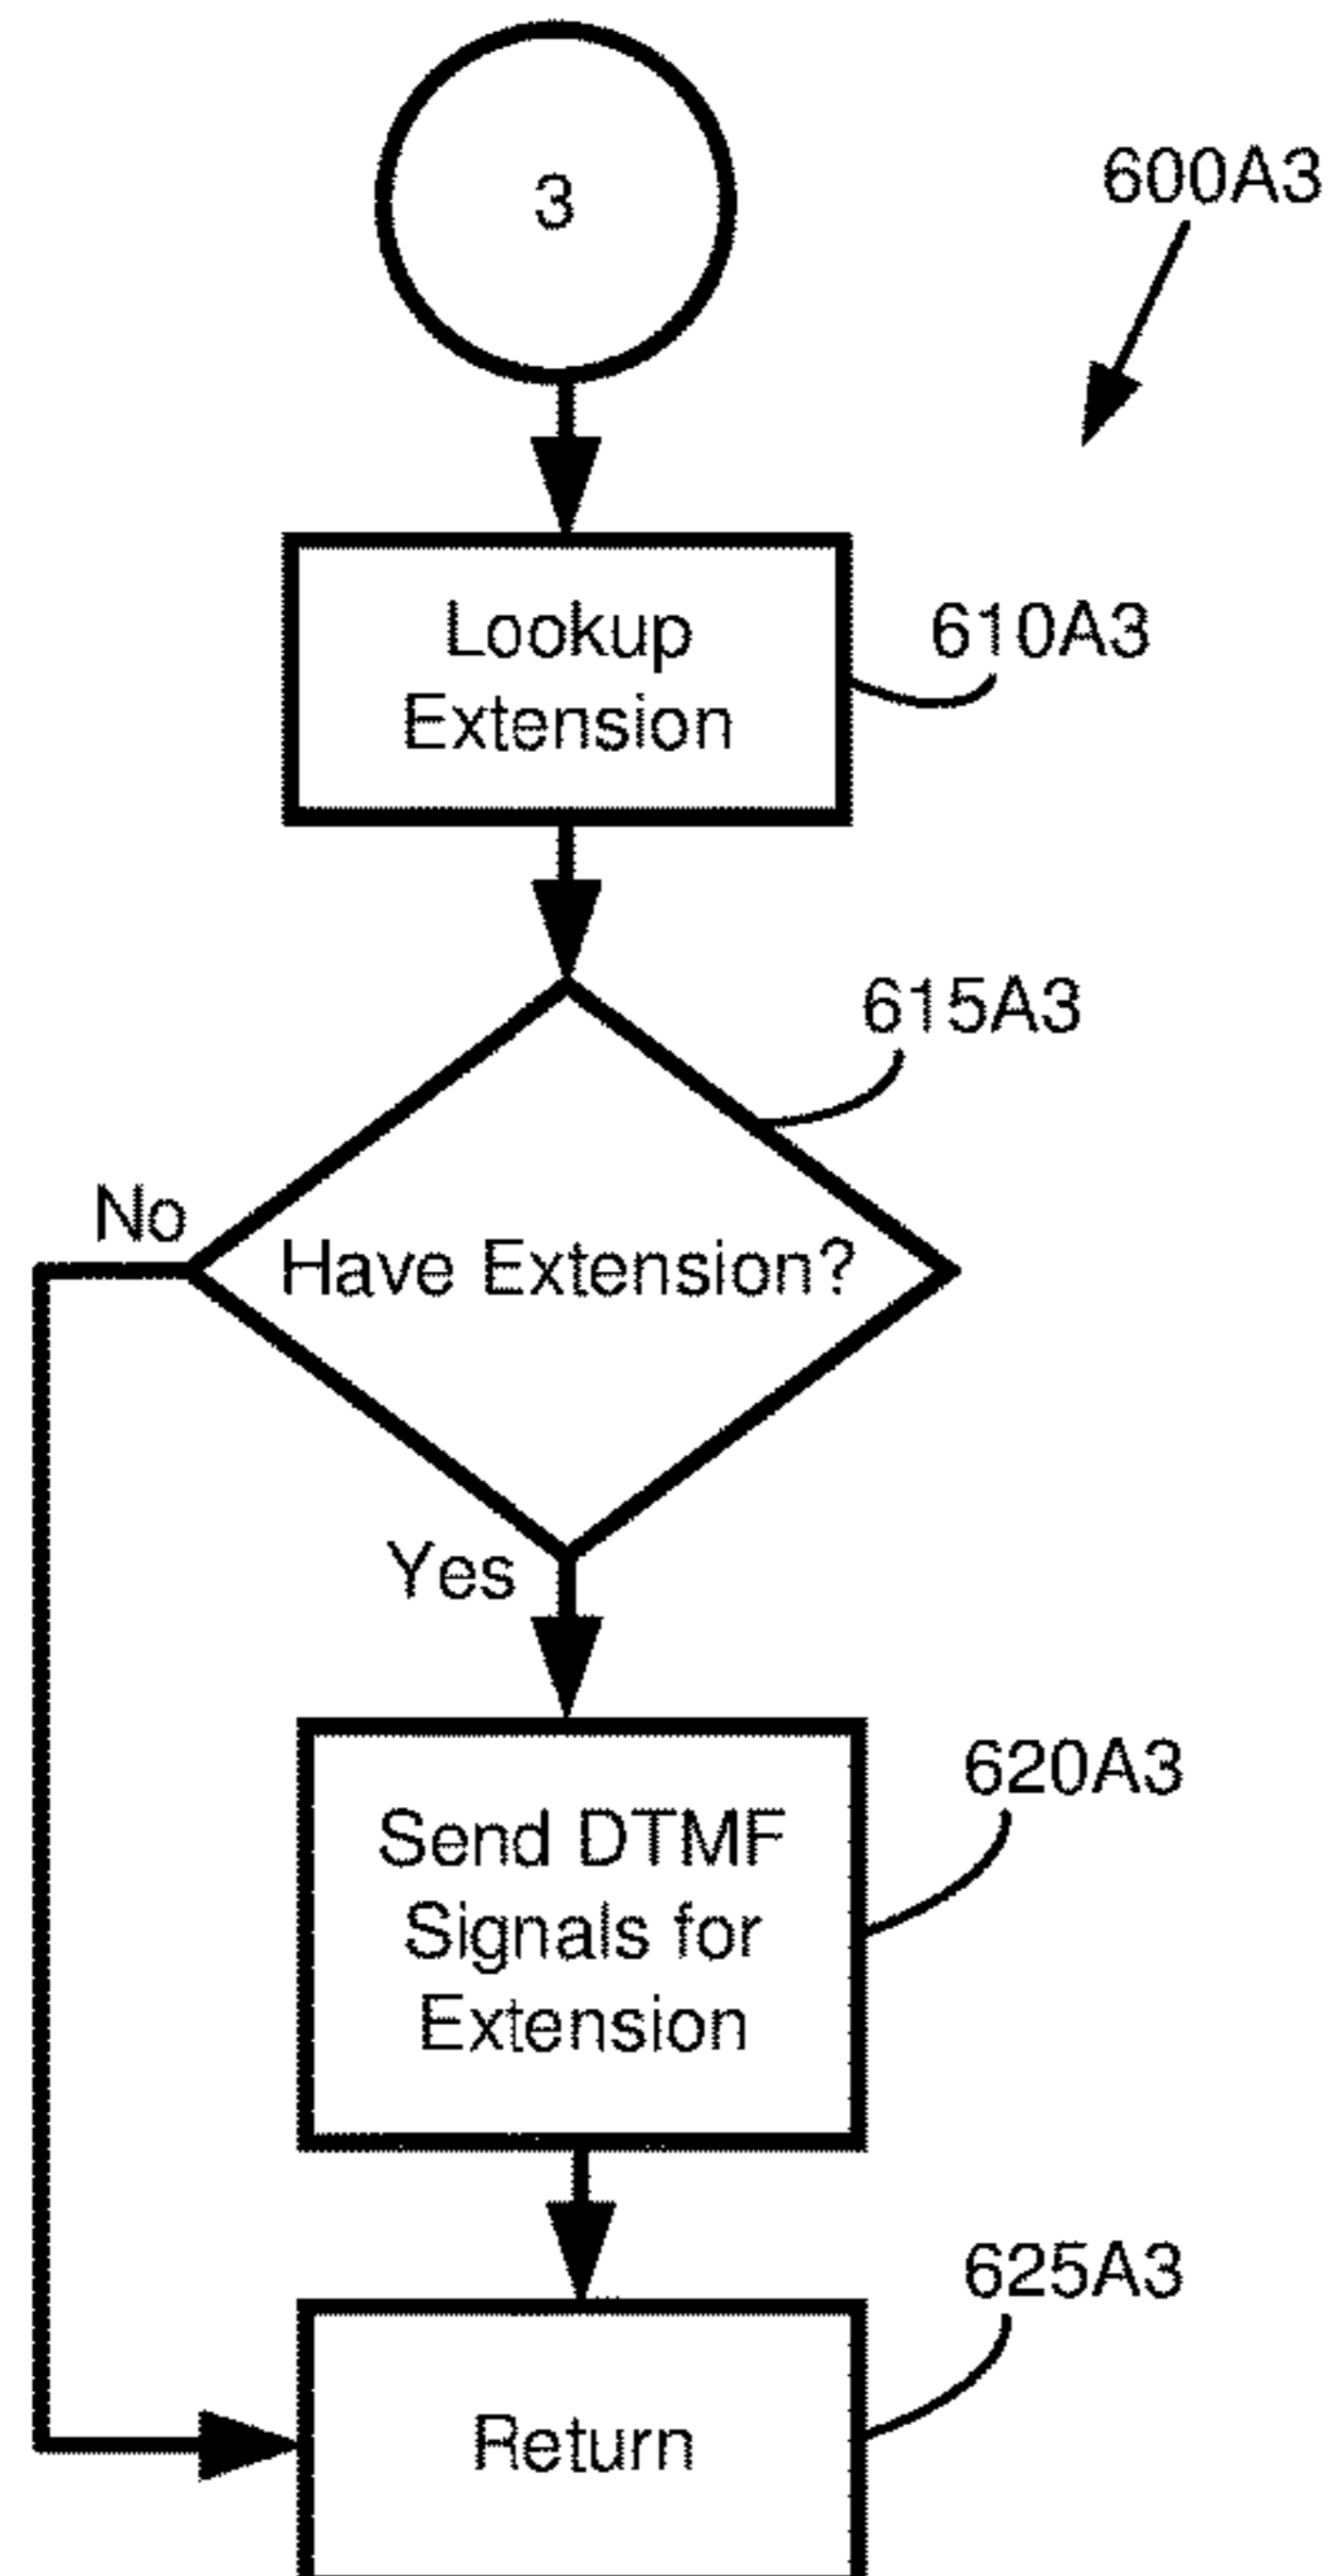 3
600A3
Lookup
Extension
610A3
615A3
No
Have Extension?
Yes
620A3
Send DTMF
Signals for
Extension
625A3
Return